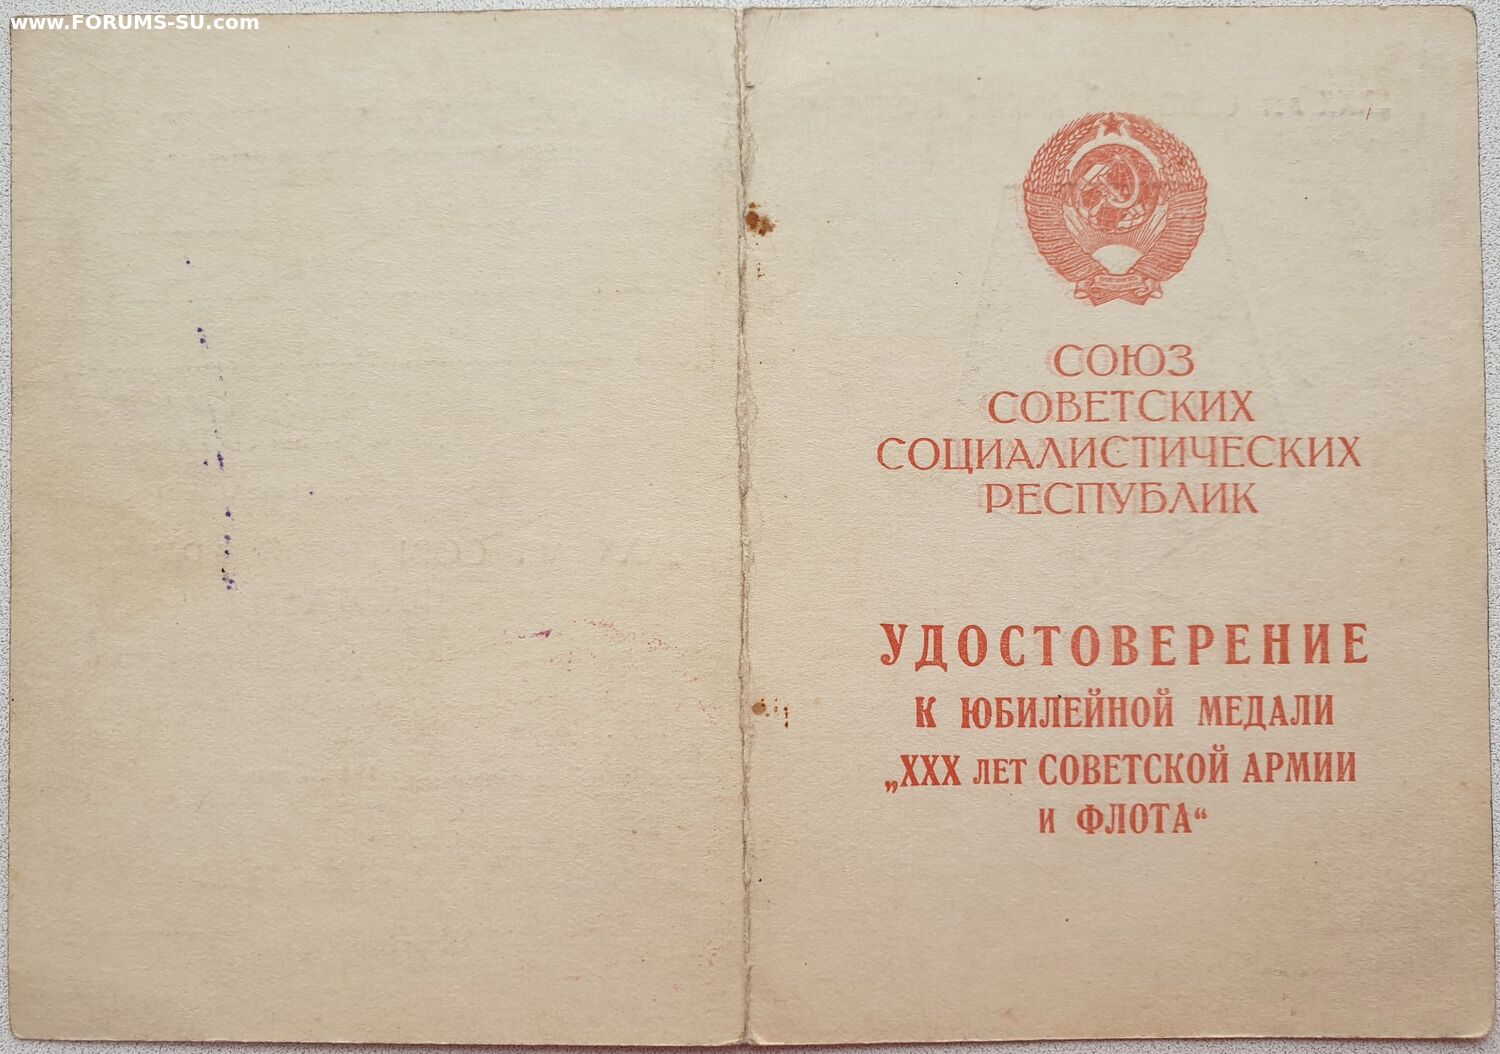 www.FORUMS-SU.com
СОЮЗ
СОВЕТСКИХ
СОЦИАЛИСТИЧЕСКИХ
РЕСПУБЛИК
УДОСТОВЕРЕНИЕ
К ЮБИЛЕЙНОЙ МЕДАЛИ
„XXX ЛЕТ СОВЕТСКОЙ АРМИИ
И ФЛОТА“